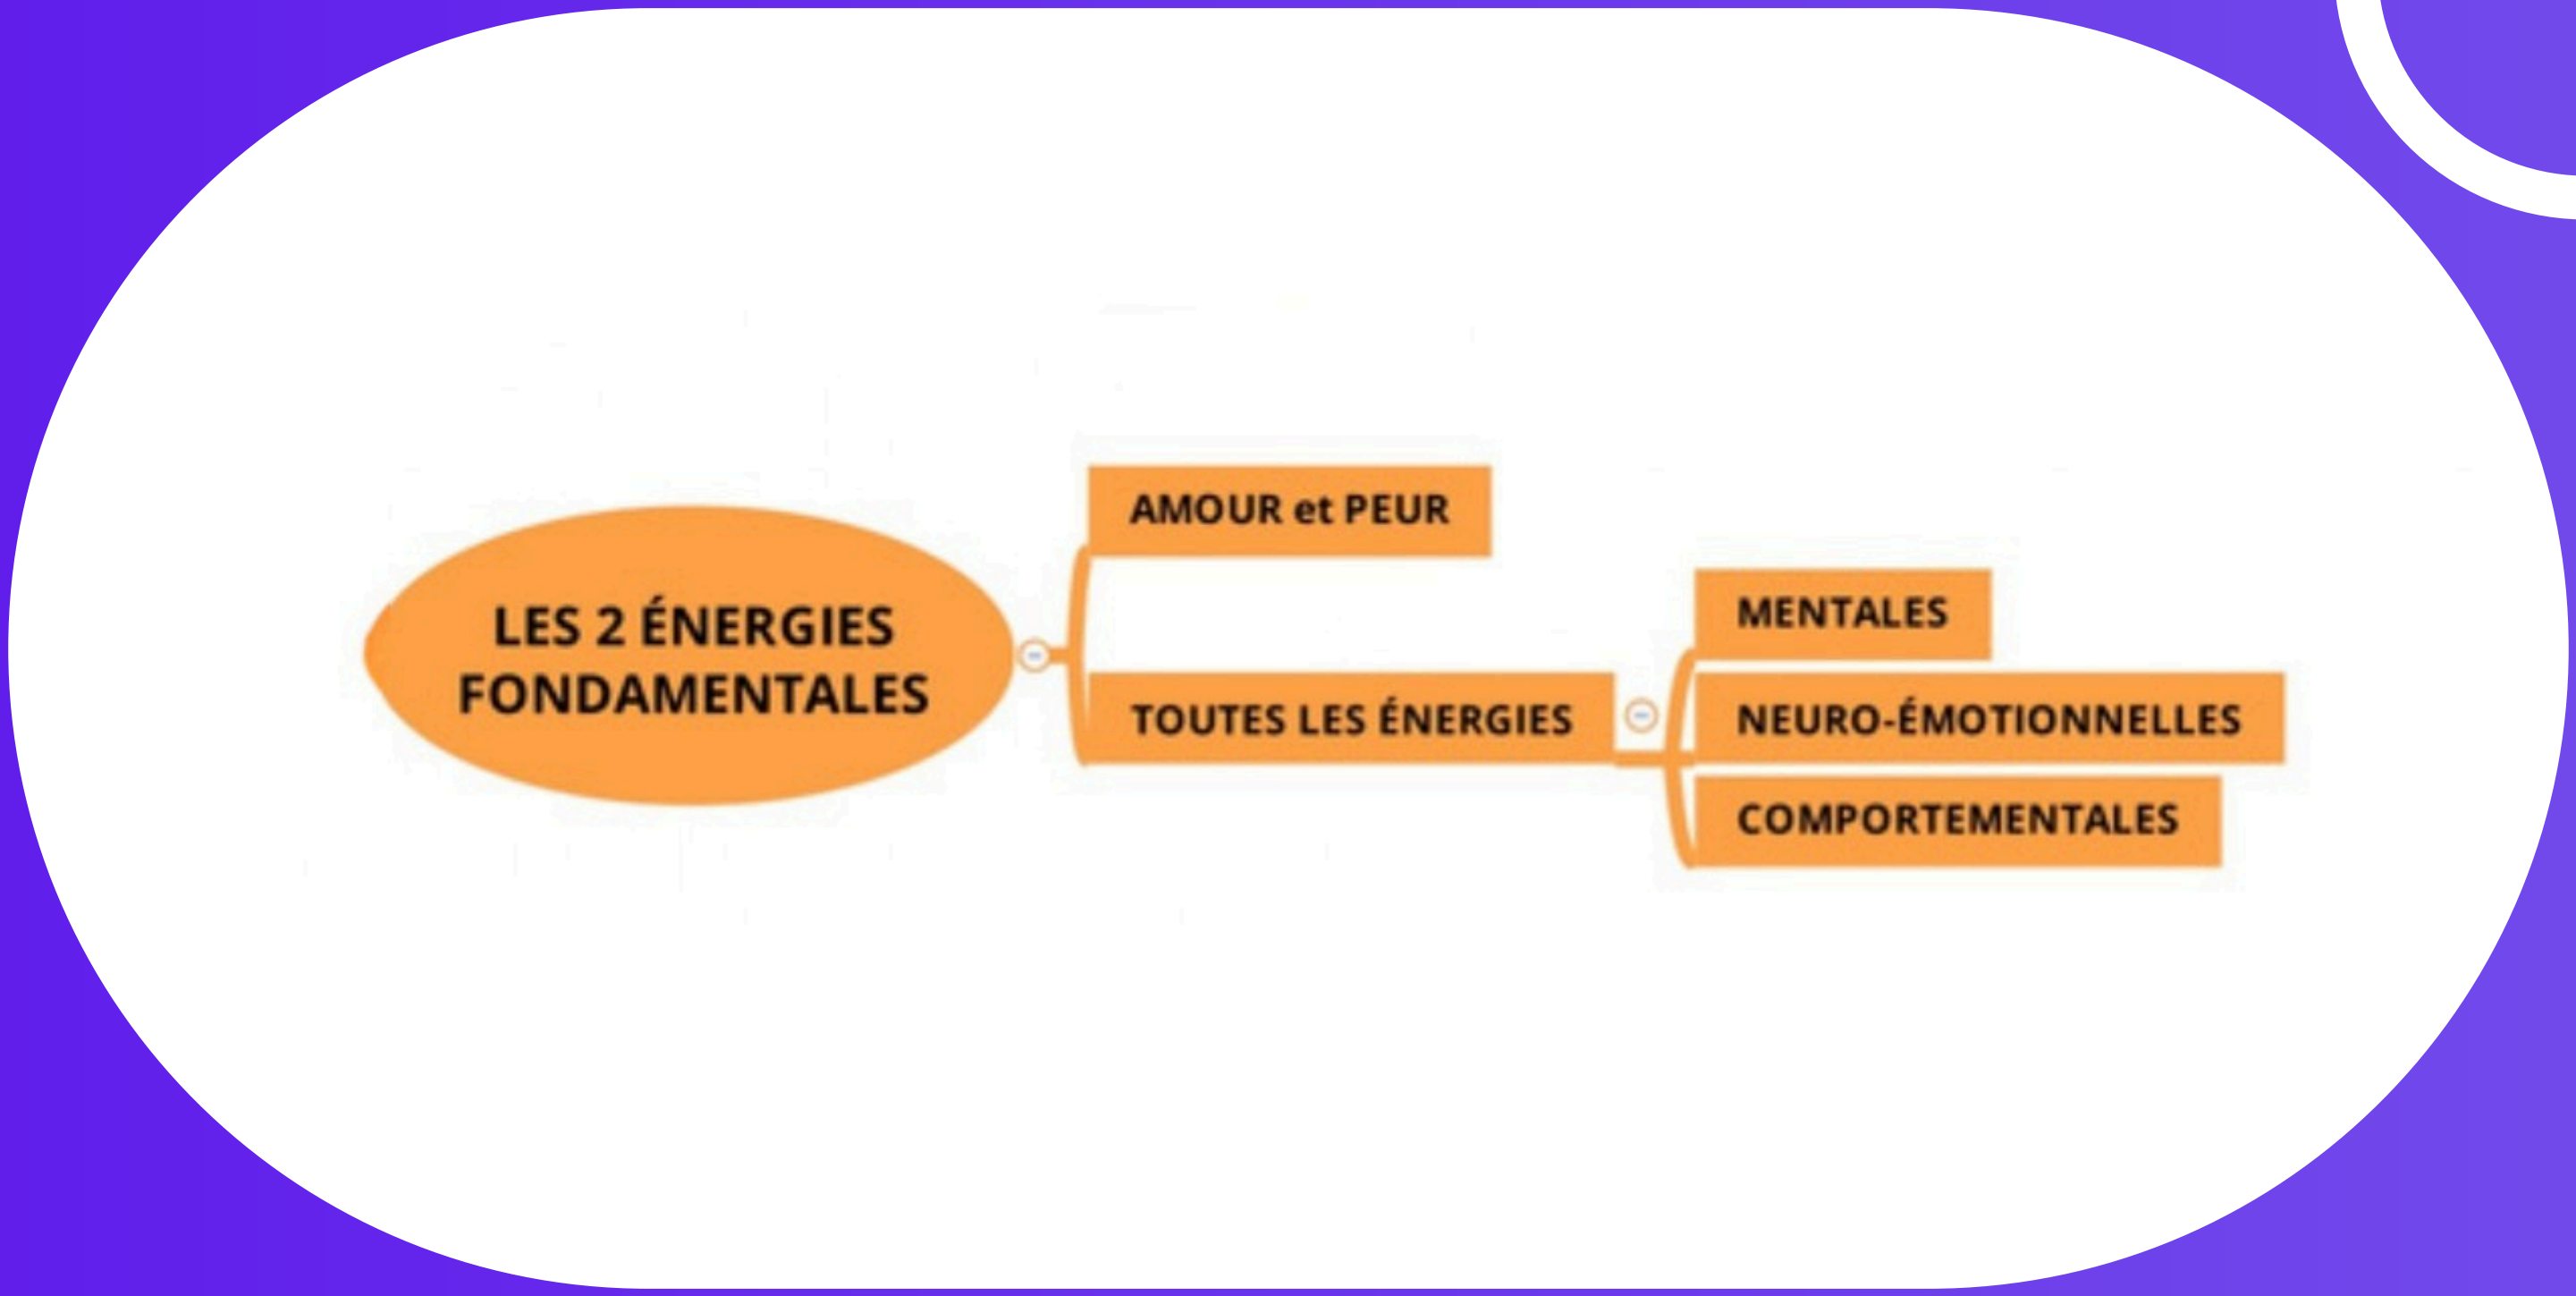 LES 2 ÉNERGIES
FONDAMENTALES
AMOUR et PEUR
TOUTES LES ÉNERGIES
MENTALES
NEURO-ÉMOTIONNELLES
COMPORTEMENTALES